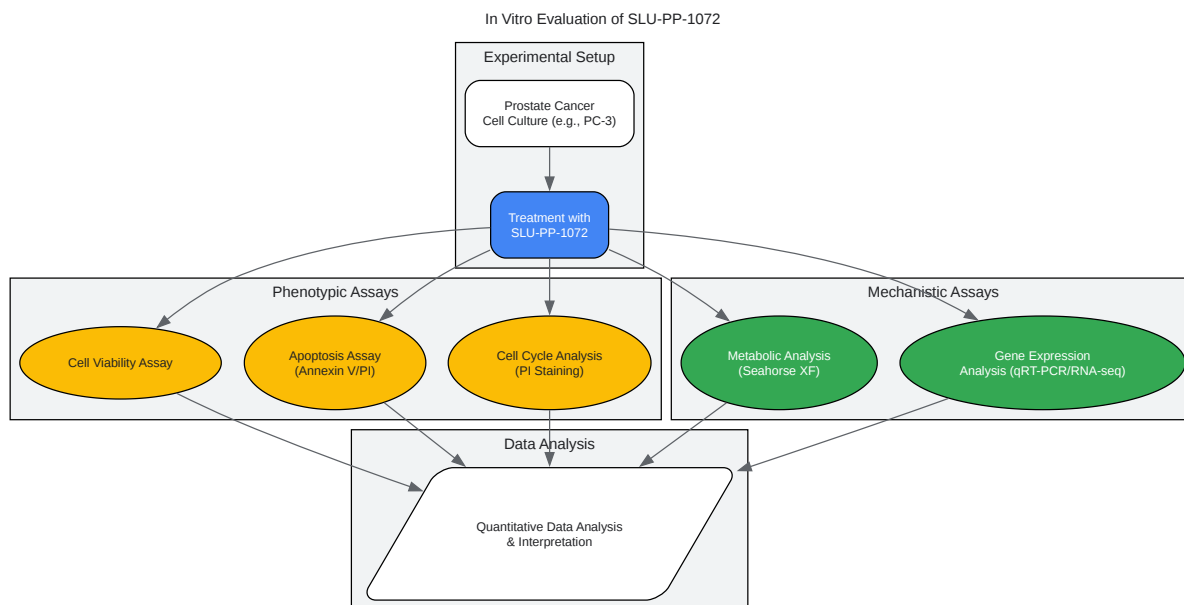 In Vitro Evaluation of SLU-PP-1072
Experimental Setup
Prostate Cancer
Cell Culture (e.g., PC-3)
Treatment with
SLU-PP-1072
Phenotypic Assays
Mechanistic Assays
Cell Viability Assay
Apoptosis Assay
(Annexin V/PI)
Cell Cycle Analysis
(PI Staining)
Metabolic Analysis
(Seahorse XF)
Gene Expression
Analysis (qRT-PCR/RNA-seq)
Data Analysis
Quantitative Data Analysis
& Interpretation